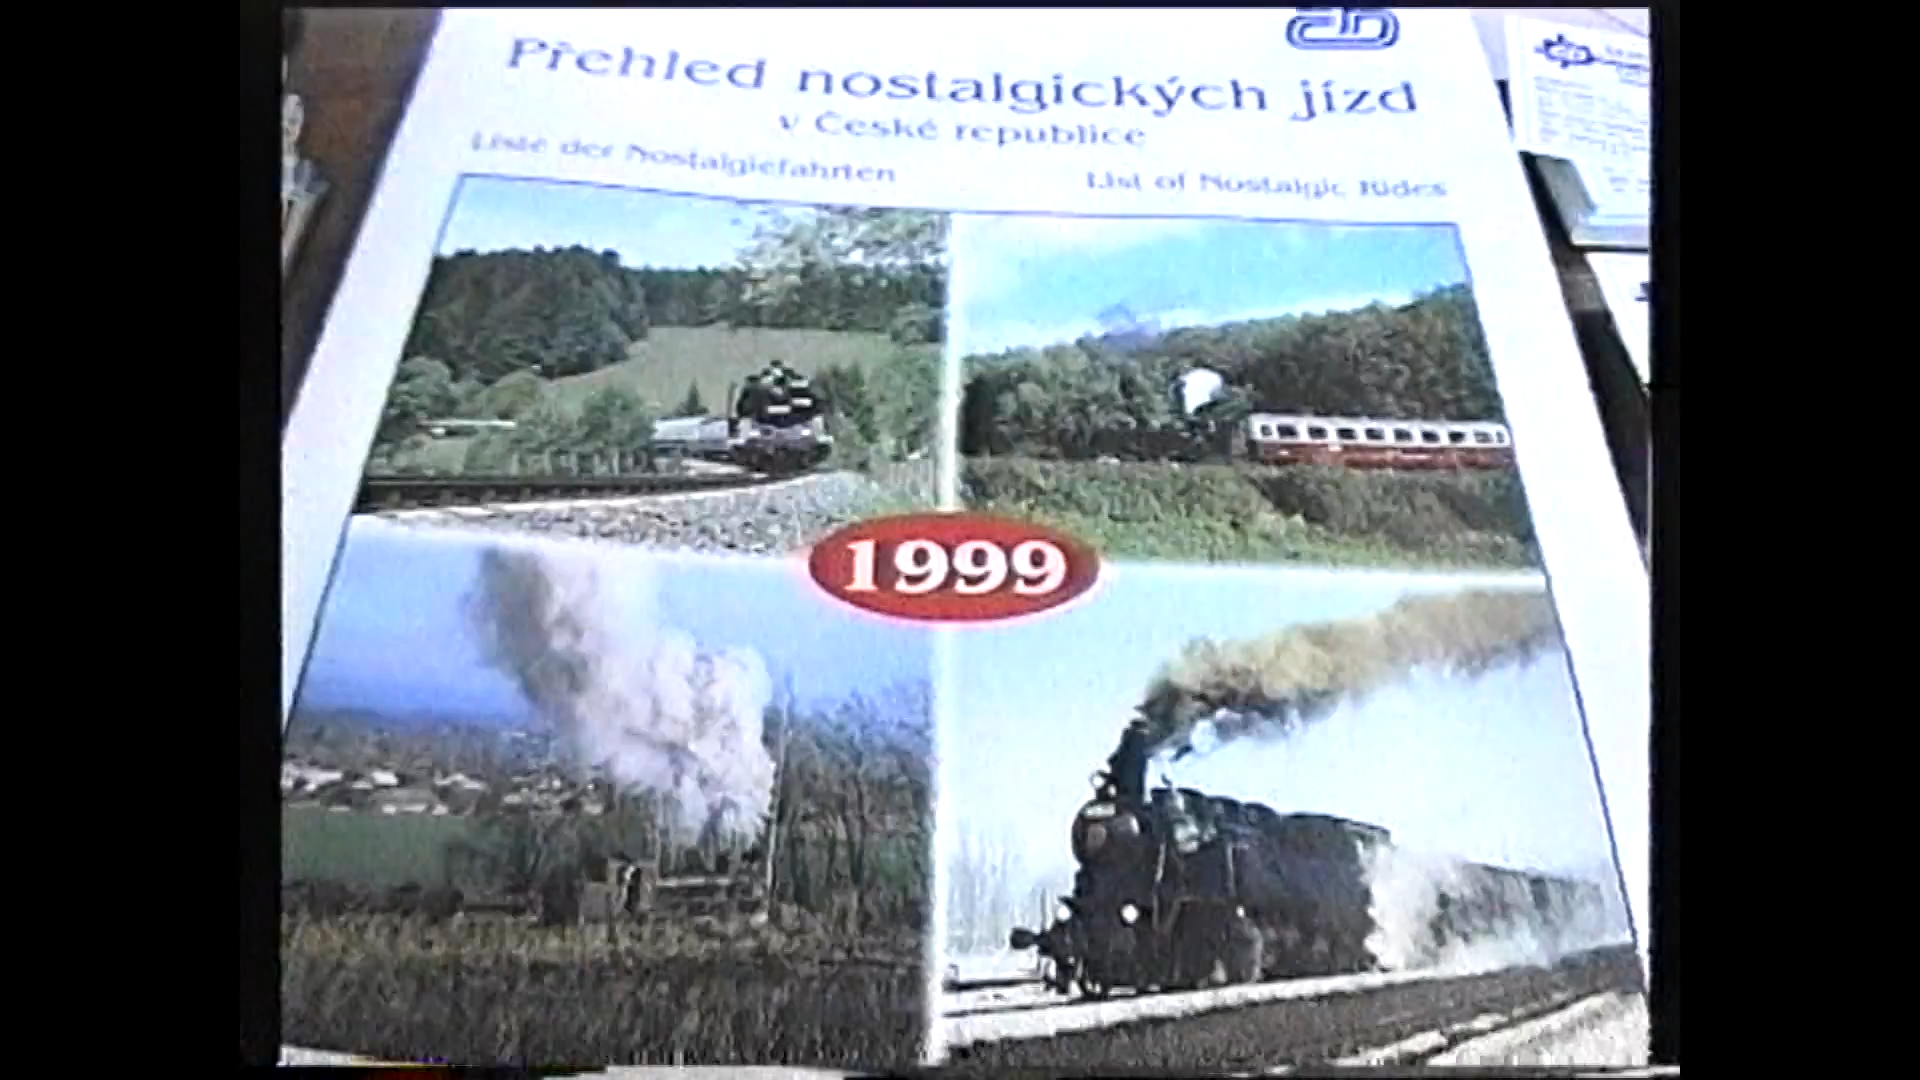 Přehled nostalgických jízd
v České republice
Liste der Nostalgiefahrten
List of Nostalgic Rides
1999